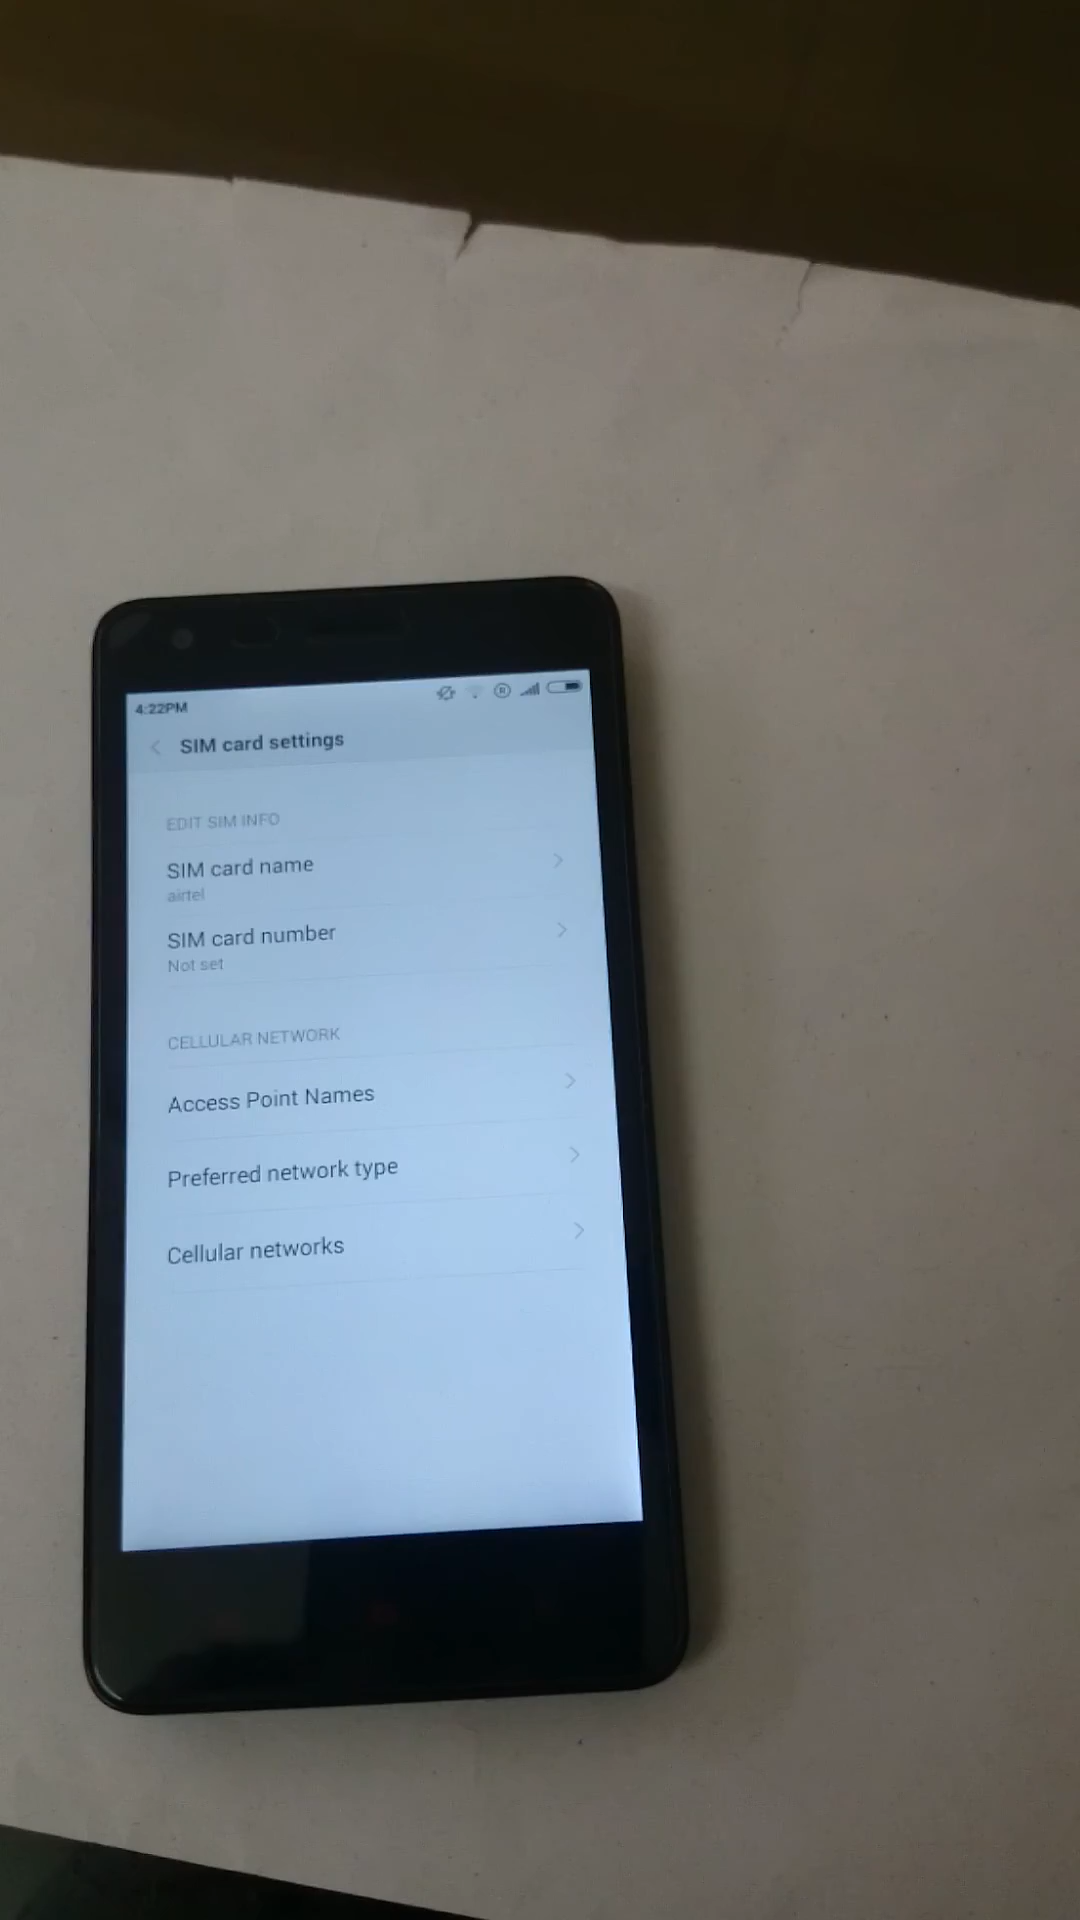 4:22PM
SIM card settings
EDIT SIM INFO
SIM card name
airtel
SIM card number
Not set
CELLULAR NETWORK
Access Point Names
Preferred network type
Cellular networks